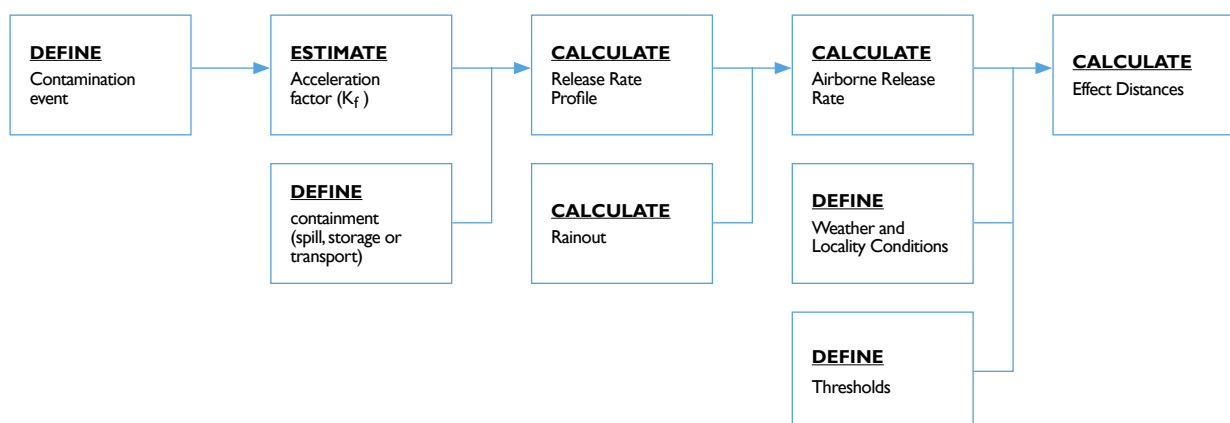 DEFINE
Contamination
event
ESTIMATE
Acceleration
factor (Kf )
CALCULATE
Release Rate
Profile
CALCULATE
Airborne Release
Rate
CALCULATE
Effect Distances
DEFINE
containment
(spill, storage or
transport)
CALCULATE
Rainout
DEFINE
Weather and
Locality Conditions
DEFINE
Thresholds